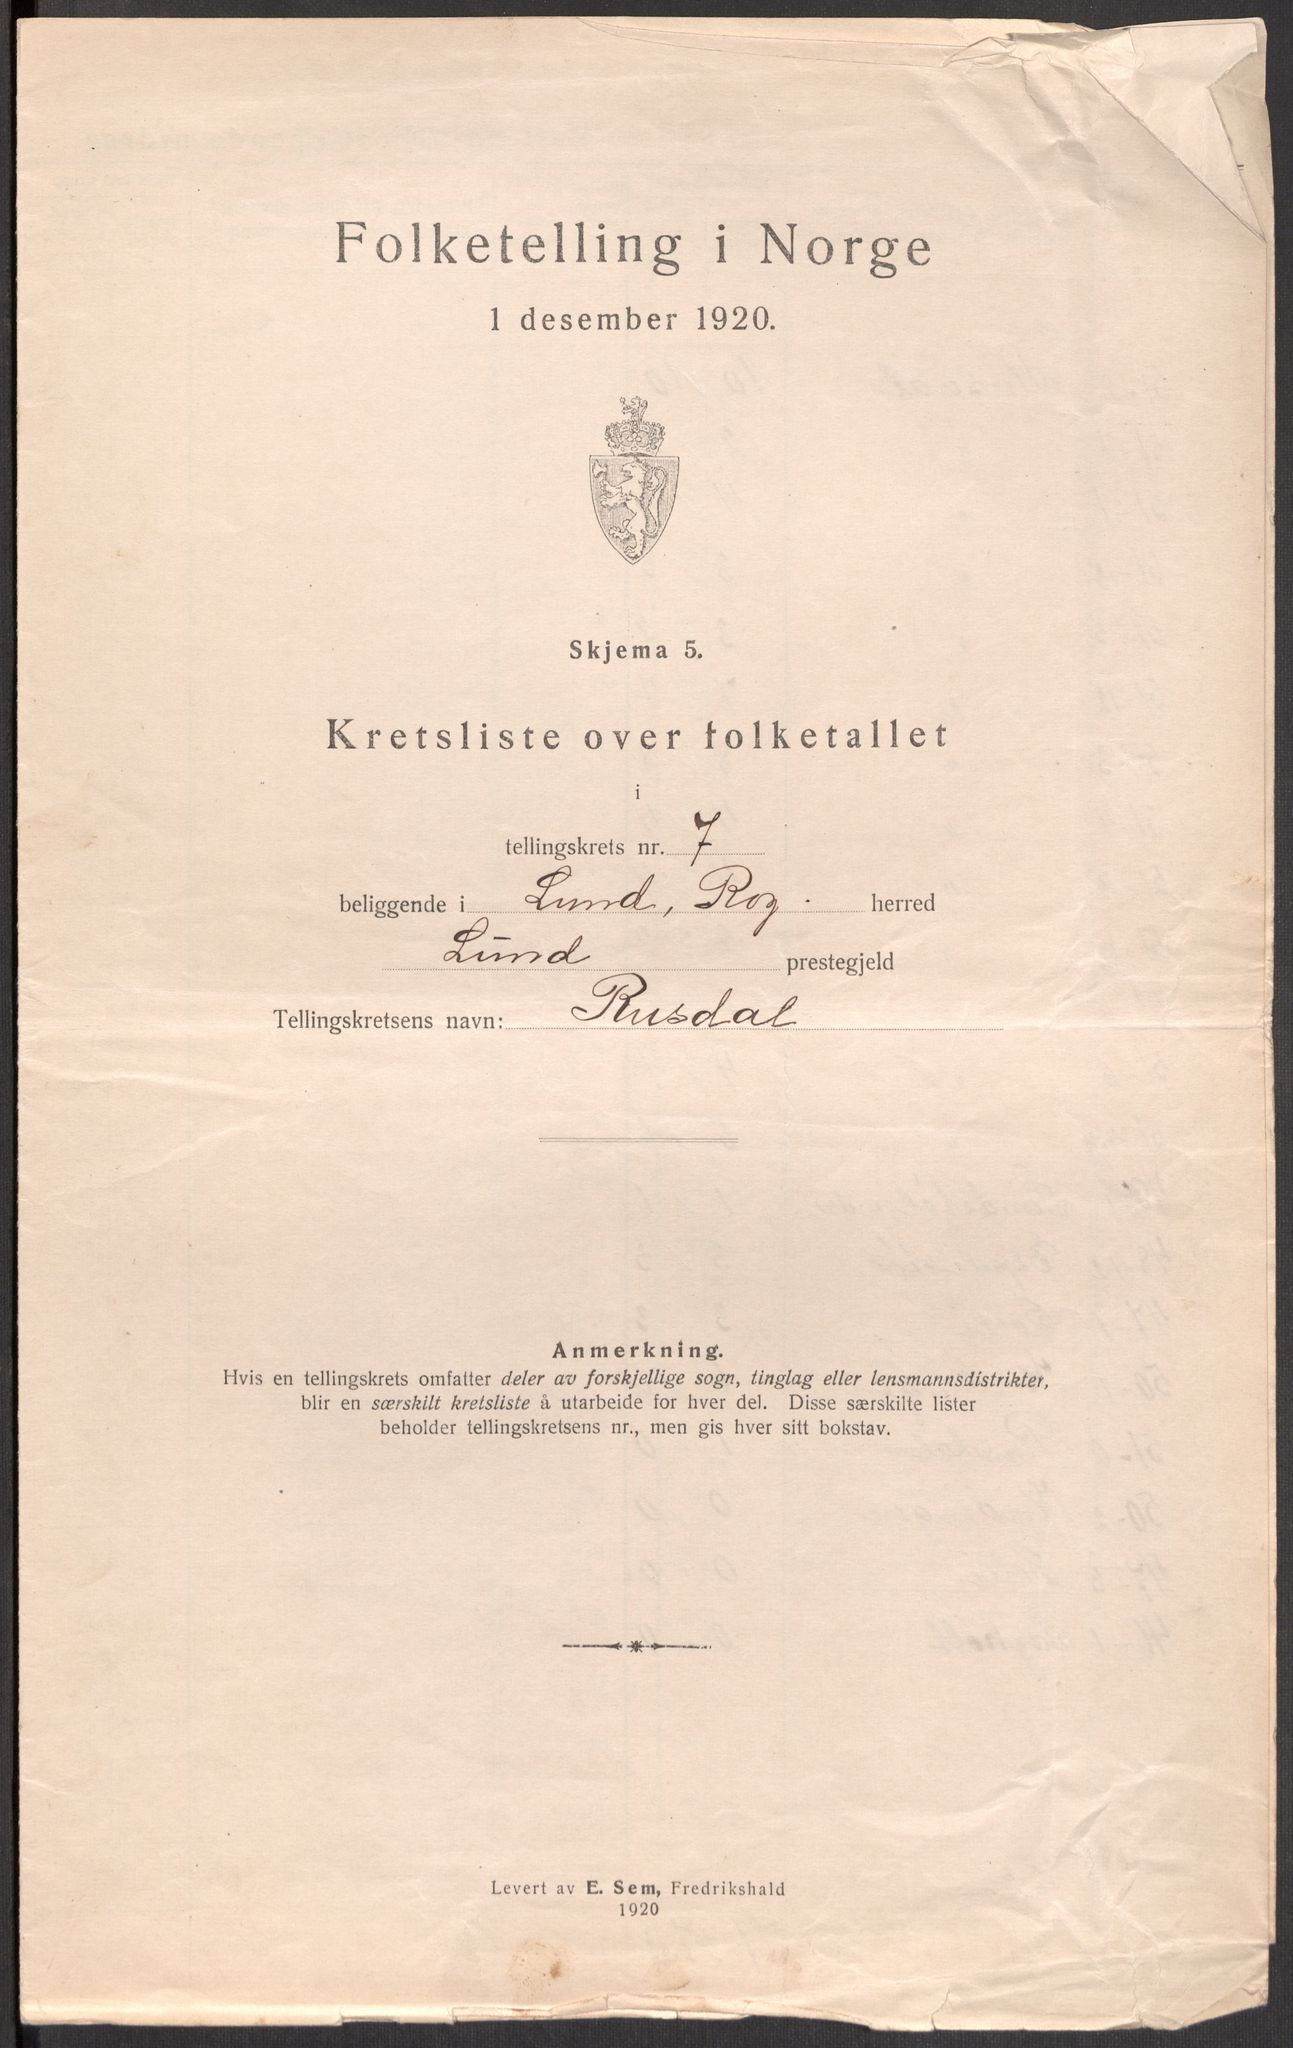 Folketelling i Norge
1 desember 1920.
Skjema 5.
Kretsliste over folketallet
i
tellingskrets nr. 7
beliggende i Lund, Rog. herred
Lund prestegjeld
Tellingskretsens navn: Rusdal
Anmerkning.
Hvis en tellingskrets omfatter deler av forskjellige sogn, tinglag eller lensmannsdistrikter,
blir en særskilt kretsliste å utarbeide for hver del. Disse særskilte lister
beholder tellingskretsens nr., men gis hver sitt bokstav.
Levert av E. Sem, Fredrikshald
1920